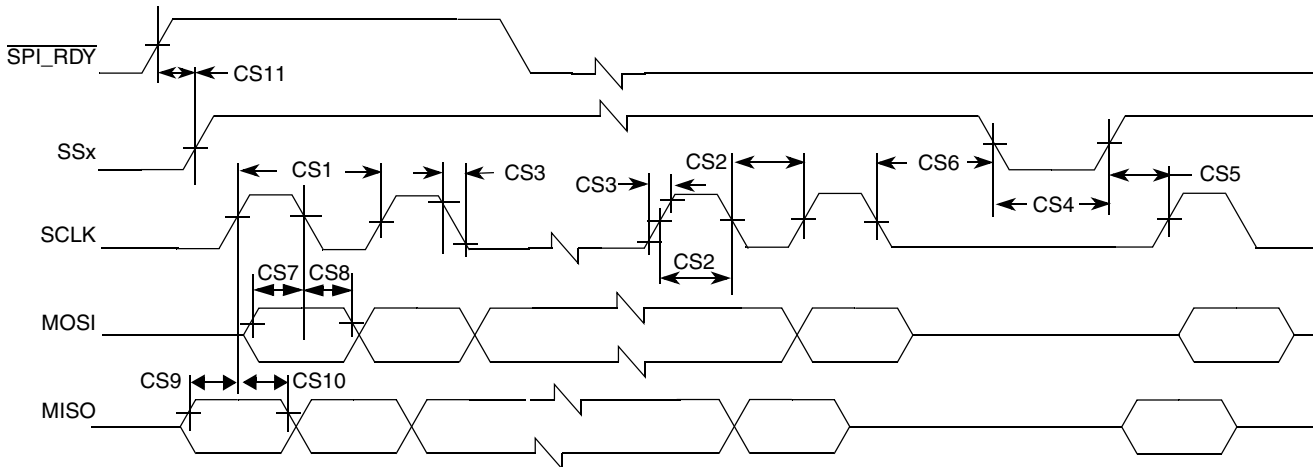 SPI_RDY
CS11
SSx
CS1
CS3
CS3
CS2
CS6
CS5
CS4
SCLK
CS2
CS7
CS8
MOSI
CS9
CS10
MISO